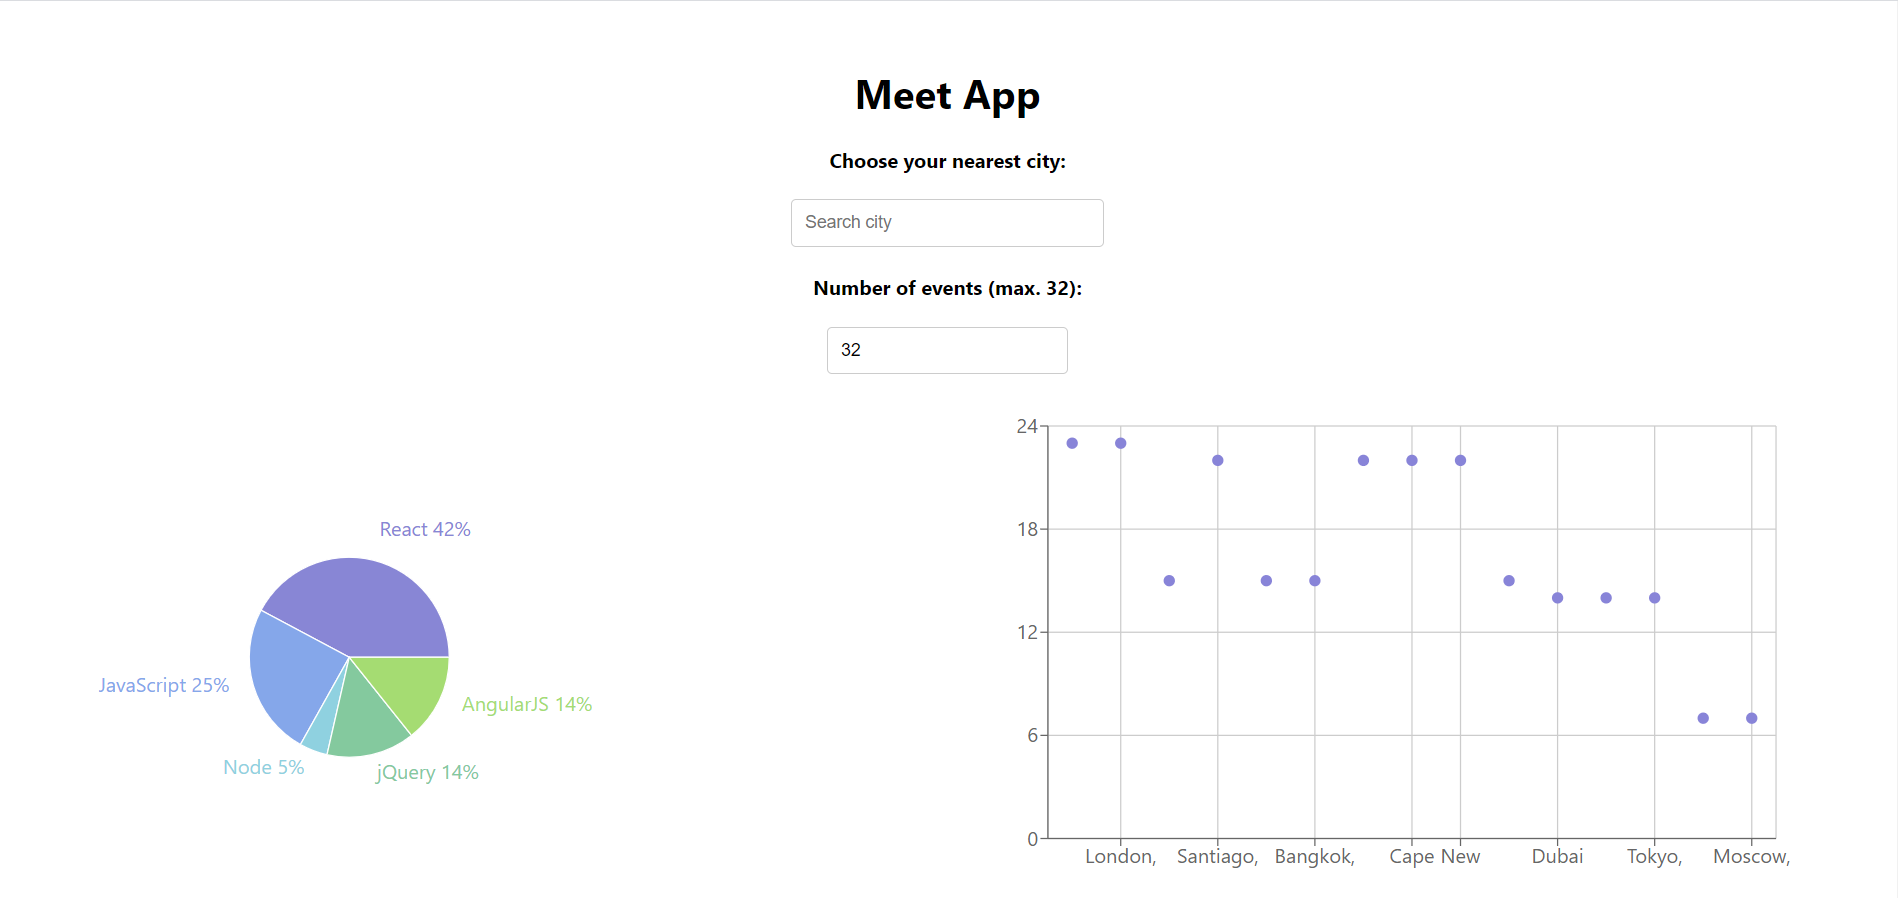 Meet App
Choose your nearest city:
Search city
Number of events (max. 32):
32
React 42%
JavaScript 25%
AngularJS 14%
Node 5%
jQuery 14%
24
18
12
6
0
London, Santiago, Bangkok, Cape New Dubai Tokyo, Moscow,